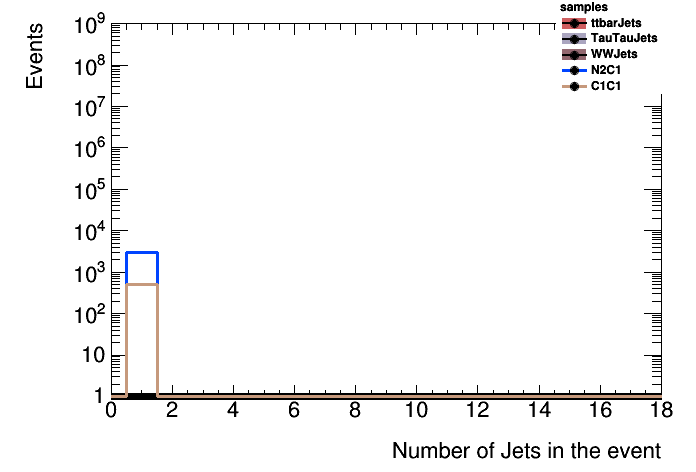 samples
ttbarJets
TauTauJets
WWJets
N2C1
C1C1
Events
10⁹
10⁸
10⁷
10⁶
10⁵
10⁴
10³
10²
10
1
0 2 4 6 8 10 12 14 16 18
Number of Jets in the event